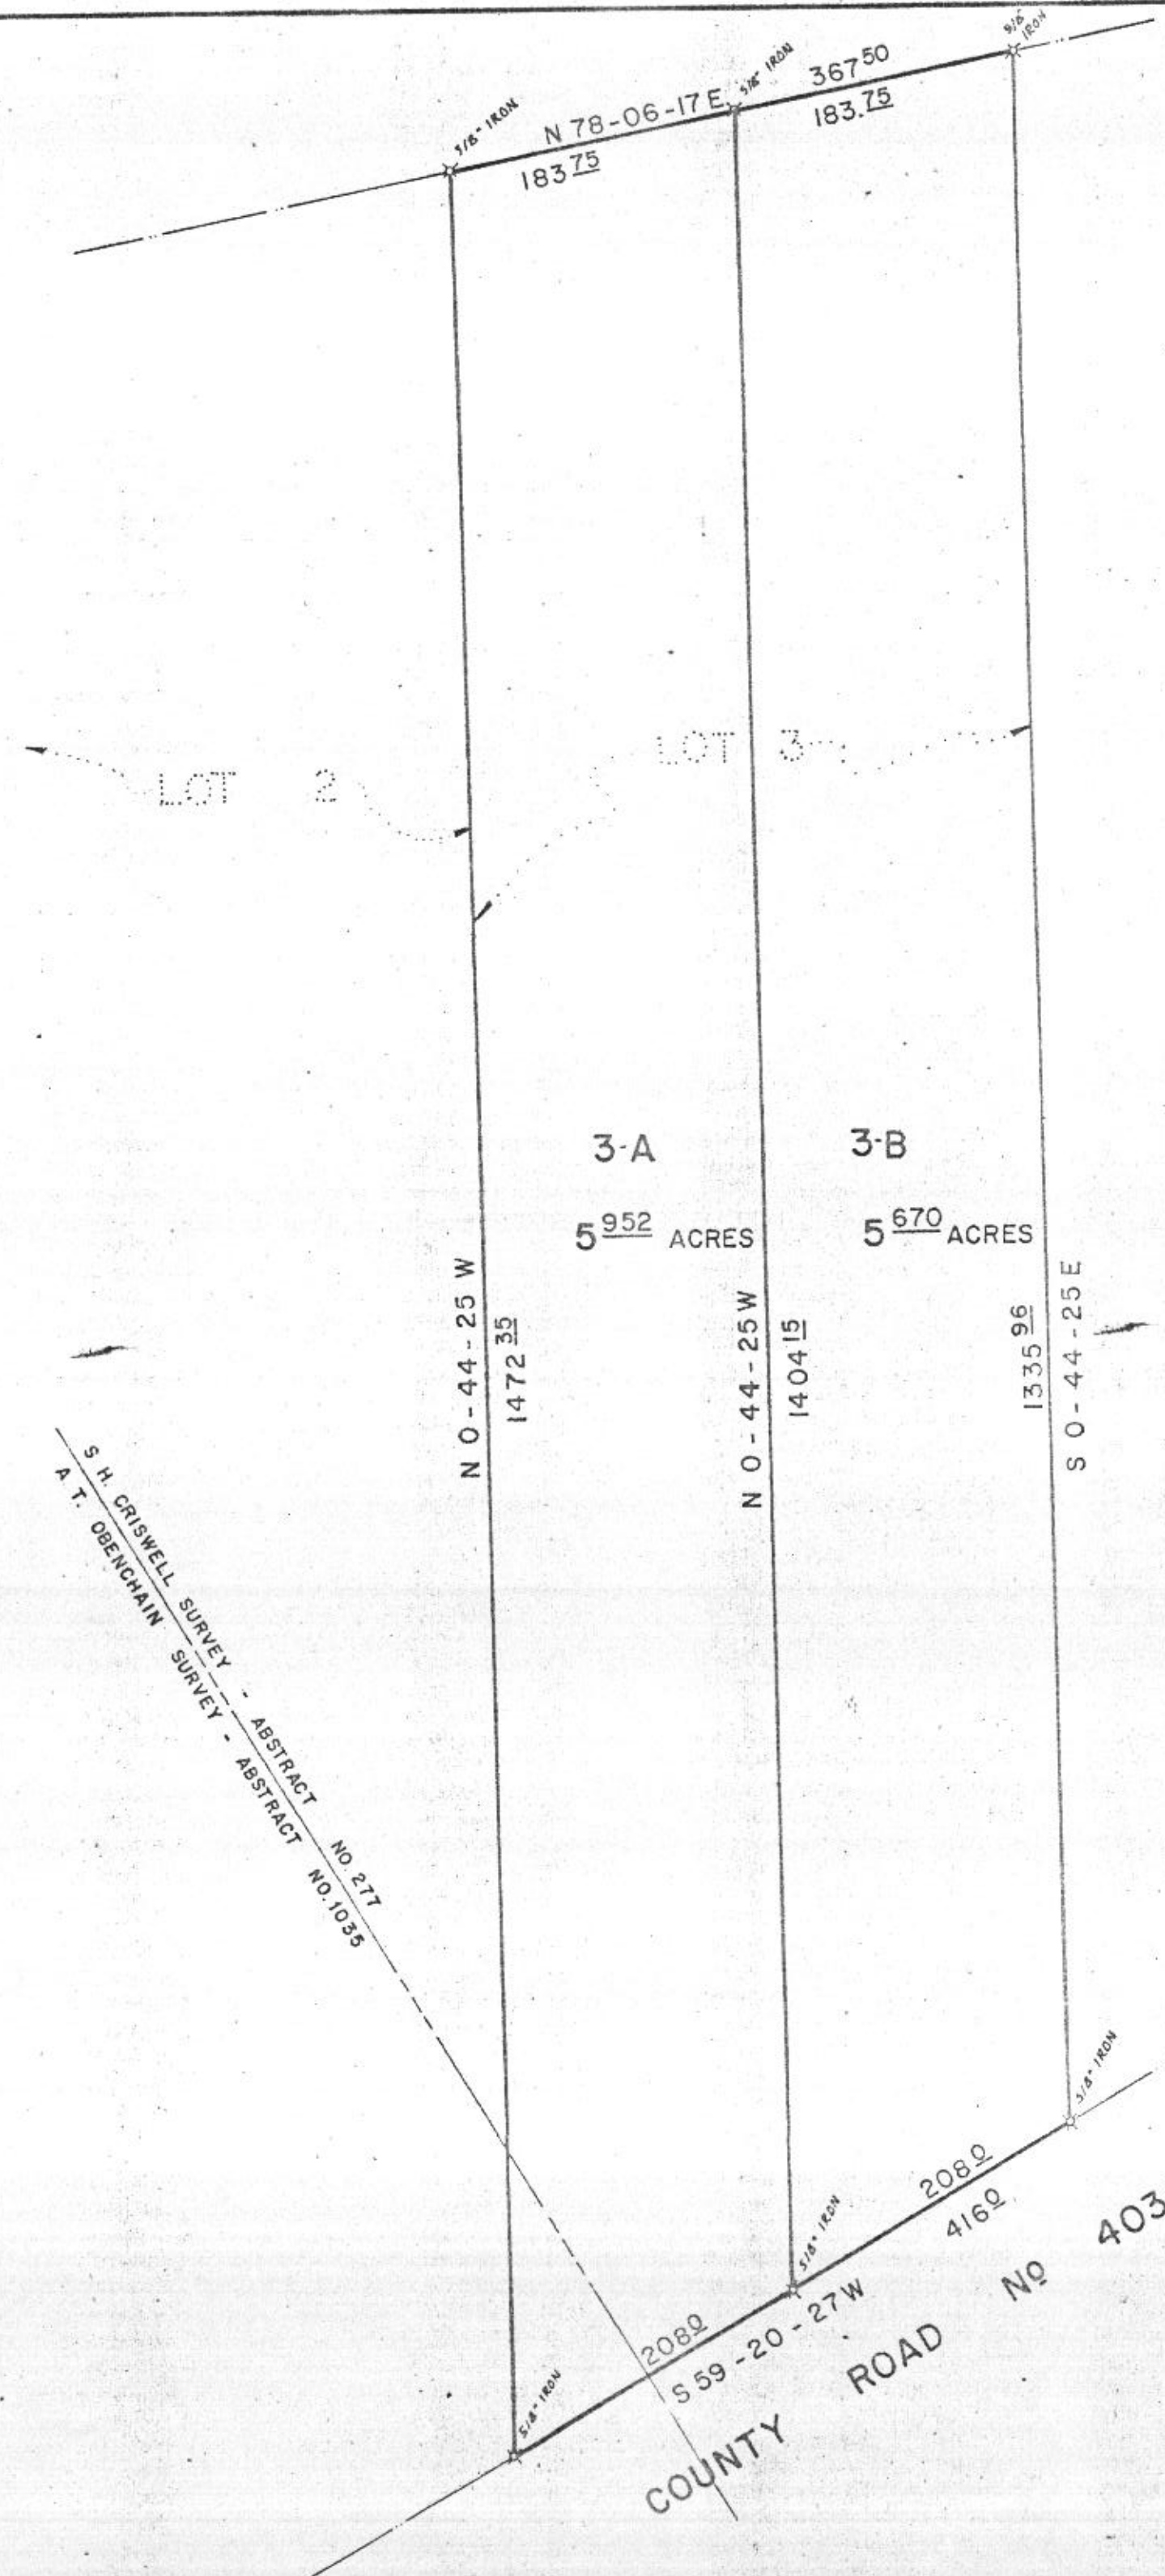 5/8" IRON
5/8" IRON
5/8" IRON
N 78-06-17 E
367 50
183 75
183.75
LOT 2
LOT 3
3-A
3-B
5 952 ACRES
5 670 ACRES
N 0-44-25 W
1472 35
N 0-44-25 W
1404 15
1335 96
S 0-44-25 E
S H. CRISWELL SURVEY - ABSTRACT NO. 277
A. T. OBENCHAIN SURVEY - ABSTRACT NO. 1035
5/8" IRON
5/8" IRON
5/8" IRON
208 0
416 0
208 0
S 59-20-27 W
COUNTY ROAD Nº 403